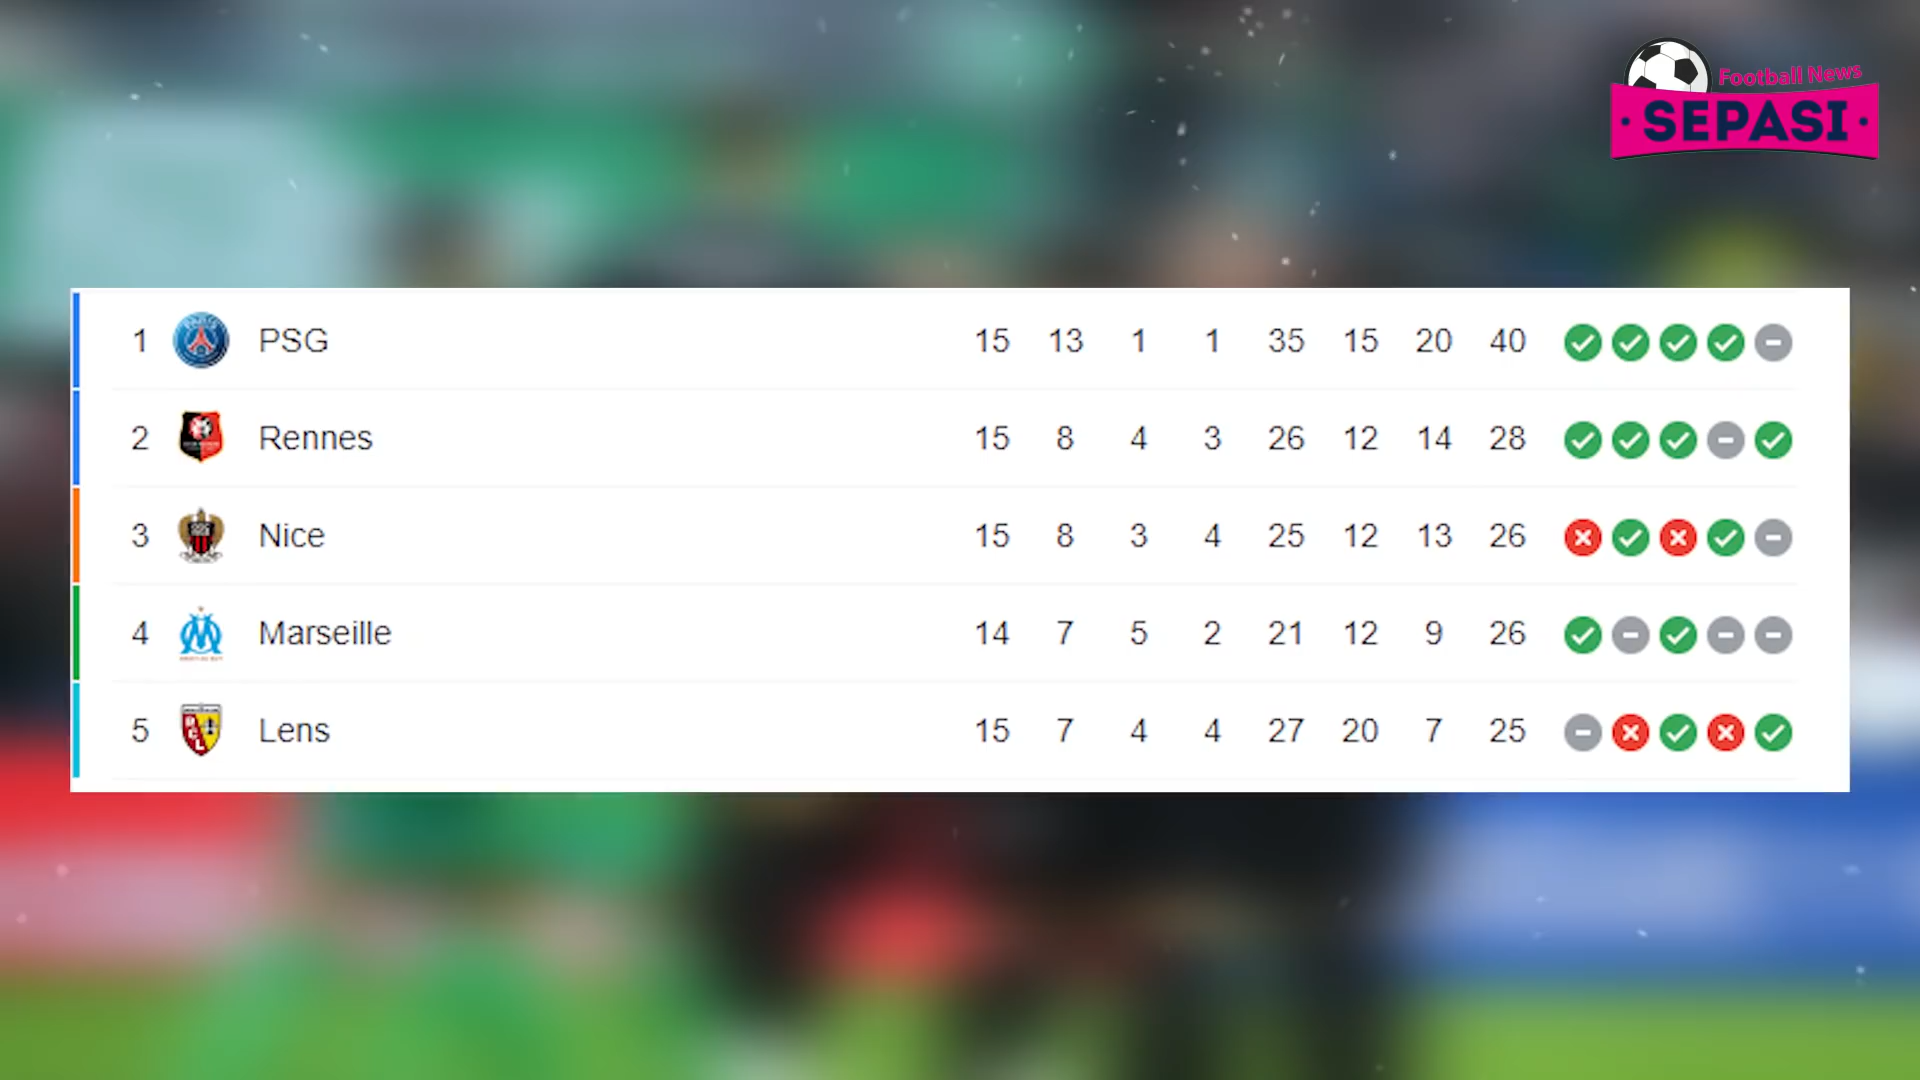 Football News
SEPASI
1 PSG 15 13 1 1 35 15 20 40
2 Rennes 15 8 4 3 26 12 14 28
3 Nice 15 8 3 4 25 12 13 26
4 Marseille 14 7 5 2 21 12 9 26
5 Lens 15 7 4 4 27 20 7 25